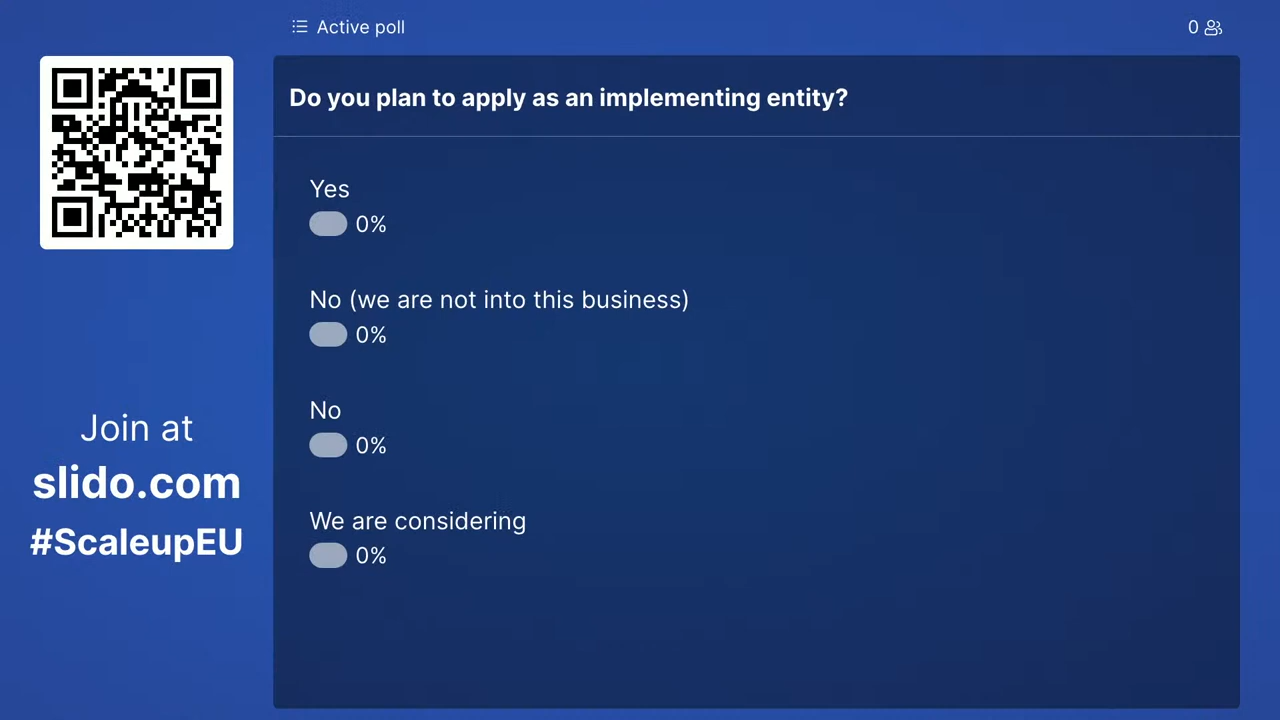 Active poll
0
Do you plan to apply as an implementing entity?
Yes
0%
No (we are not into this business)
0%
No
0%
We are considering
0%
Join at
slido.com
#ScaleupEU